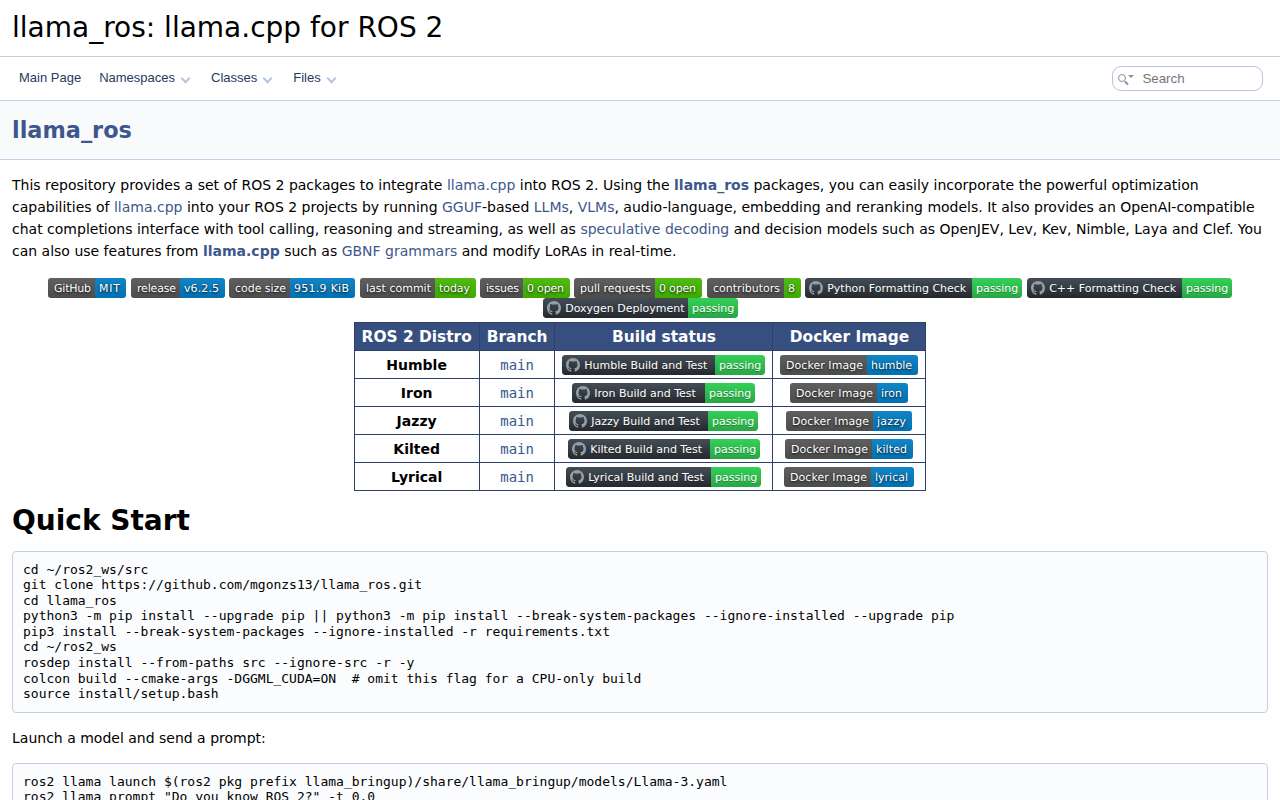 llama_ros: llama.cpp for ROS 2
Main Page Namespaces Classes Files Search
llama_ros
This repository provides a set of ROS 2 packages to integrate llama.cpp into ROS 2. Using the llama_ros packages, you can easily incorporate the powerful optimization
capabilities of llama.cpp into your ROS 2 projects by running GGUF-based LLMs, VLMs, audio-language, embedding and reranking models. It also provides an OpenAI-compatible
chat completions interface with tool calling, reasoning and streaming, as well as speculative decoding and decision models such as OpenJEV, Lev, Kev, Nimble, Laya and Clef. You
can also use features from llama.cpp such as GBNF grammars and modify LoRAs in real-time.
GitHub MIT release v6.2.5 code size 951.9 KiB last commit today issues 0 open pull requests 0 open contributors 8 Python Formatting Check passing C++ Formatting Check passing
Doxygen Deployment passing
ROS 2 Distro Branch Build status Docker Image
Humble main Humble Build and Test passing Docker Image humble
Iron main Iron Build and Test passing Docker Image iron
Jazzy main Jazzy Build and Test passing Docker Image jazzy
Kilted main Kilted Build and Test passing Docker Image kilted
Lyrical main Lyrical Build and Test passing Docker Image lyrical
Quick Start
cd ~/ros2_ws/src
git clone https://github.com/mgonzs13/llama_ros.git
cd llama_ros
python3 -m pip install --upgrade pip || python3 -m pip install --break-system-packages --ignore-installed --upgrade pip
pip3 install --break-system-packages --ignore-installed -r requirements.txt
cd ~/ros2_ws
rosdep install --from-paths src --ignore-src -r -y
colcon build --cmake-args -DGGML_CUDA=ON  # omit this flag for a CPU-only build
source install/setup.bash
Launch a model and send a prompt:
ros2 llama launch $(ros2 pkg prefix llama_bringup)/share/llama_bringup/models/Llama-3.yaml
ros2 llama prompt "Do you know ROS 2?" -t 0.0